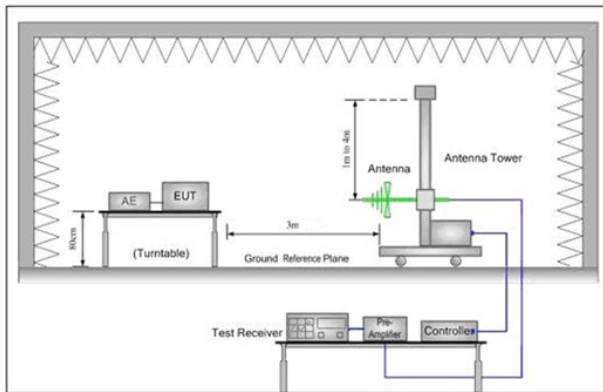 1m to 4m
Antenna Tower
Antenna
AE
EUT
80cm
(Turntable)
3m
Ground Reference Plane
Test Receiver
Pre-
Amplifier
Controller